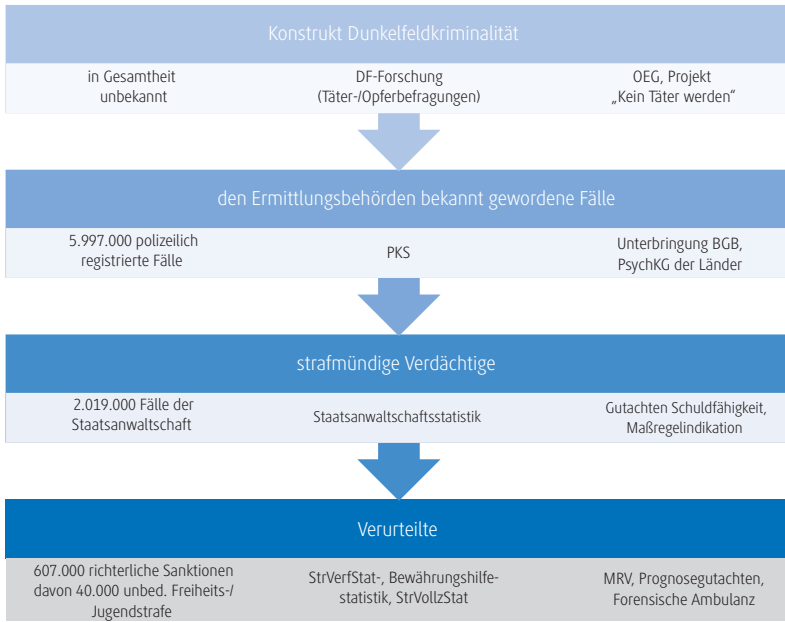 Konstrukt Dunkelfeldkriminalität
in Gesamtheit
unbekannt
DF-Forschung
(Täter-/Opferbefragungen)
OEG, Projekt
„Kein Täter werden“
den Ermittlungsbehörden bekannt gewordene Fälle
5.997.000 polizeilich
registrierte Fälle
PKS
Unterbringung BGB,
PsychKG der Länder
strafmündige Verdächtige
2.019.000 Fälle der
Staatsanwaltschaft
Staatsanwaltschaftsstatistik
Gutachten Schuldfähigkeit,
Maßregelindikation
Verurteilte
607.000 richterliche Sanktionen
davon 40.000 unbed. Freiheits-/
Jugendstrafe
StrVerfStat-, Bewährungshilfe-
statistik, StrVollzStat
MRV, Prognosegutachten,
Forensische Ambulanz